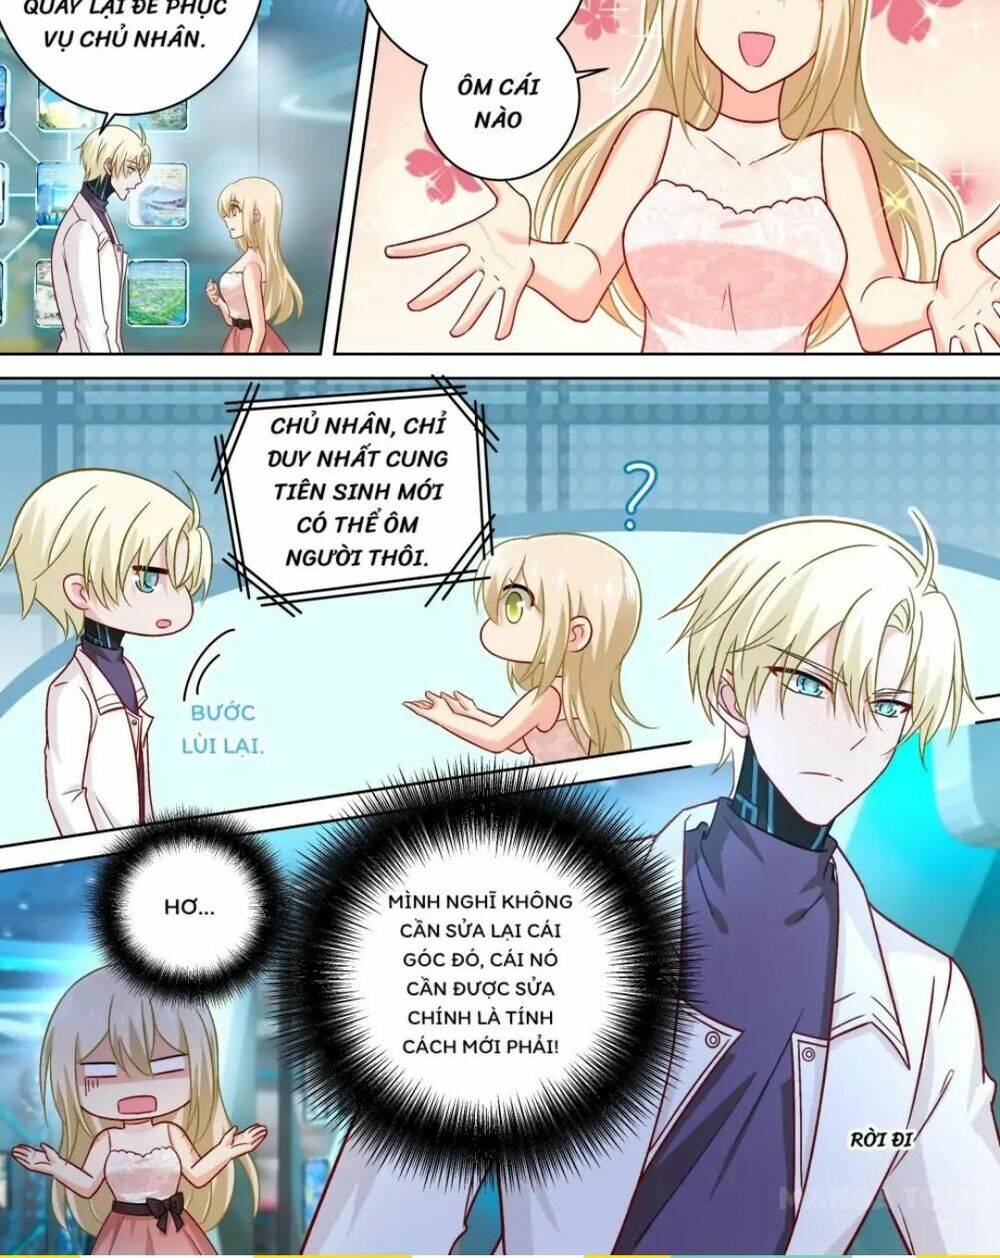 QUAY LẠI ĐỂ PHỤC
VỤ CHỦ NHÂN.
ÔM CÁI
NÀO
CHỦ NHÂN, CHỈ
DUY NHẤT CUNG
TIÊN SINH MỚI
CÓ THỂ ÔM
NGƯỜI THÔI.
?
BƯỚC
LÙI LẠI.
HƠ...
MÌNH NGHĨ KHÔNG
CẦN SỬA LẠI CÁI
GÓC ĐÓ, CÁI NÓ
CẦN ĐƯỢC SỬA
CHÍNH LÀ TÍNH
CÁCH MỚI PHẢI!
RỜI ĐI